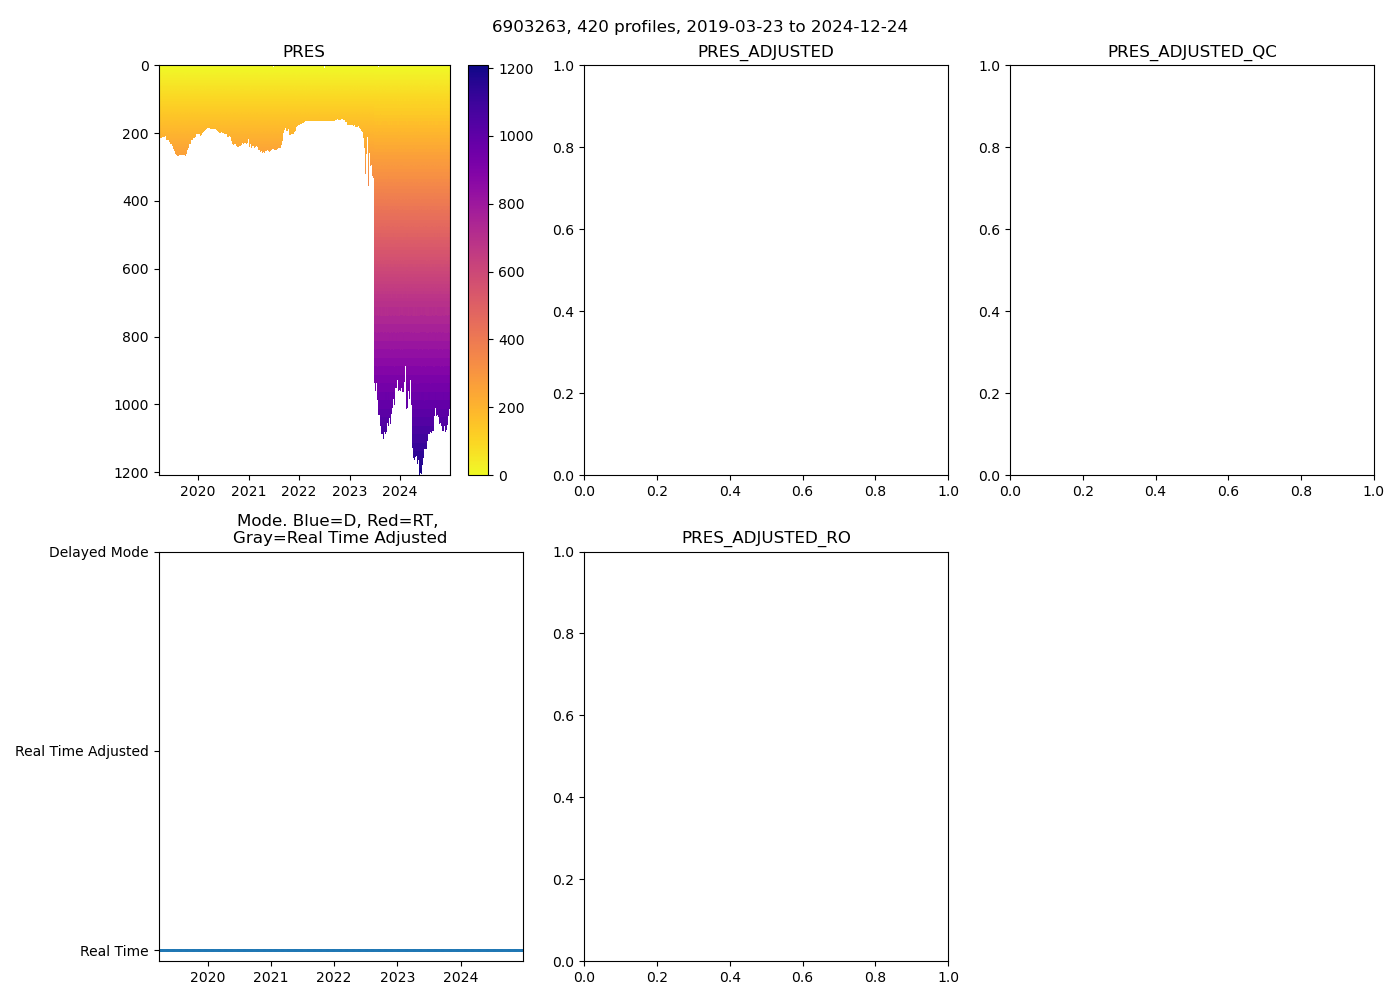 6903263, 420 profiles, 2019-03-23 to 2024-12-24
PRES
0
200
400
600
800
1000
1200
2020 2021 2022 2023 2024
1200
1000
800
600
400
200
0
PRES_ADJUSTED
1.0
0.8
0.6
0.4
0.2
0.0
0.0 0.2 0.4 0.6 0.8 1.0
PRES_ADJUSTED_QC
1.0
0.8
0.6
0.4
0.2
0.0
0.0 0.2 0.4 0.6 0.8 1.0
Mode. Blue=D, Red=RT,
Gray=Real Time Adjusted
Delayed Mode
Real Time Adjusted
Real Time
2020 2021 2022 2023 2024
PRES_ADJUSTED_RO
1.0
0.8
0.6
0.4
0.2
0.0
0.0 0.2 0.4 0.6 0.8 1.0